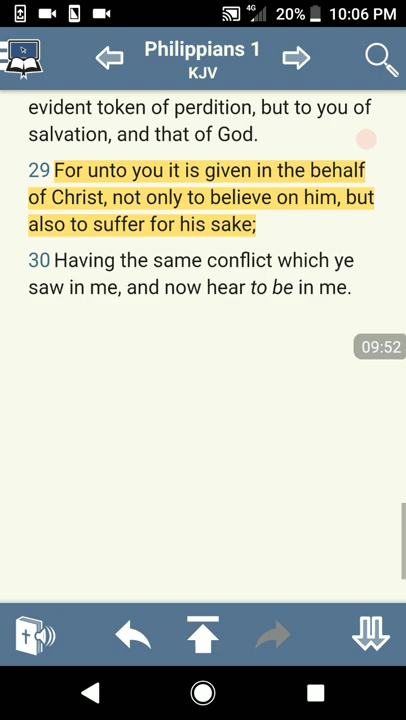 4G 20% 10:06 PM
Philippians 1
KJV
evident token of perdition, but to you of
salvation, and that of God.
29 For unto you it is given in the behalf
of Christ, not only to believe on him, but
also to suffer for his sake;
30 Having the same conflict which ye
saw in me, and now hear to be in me.
09:52